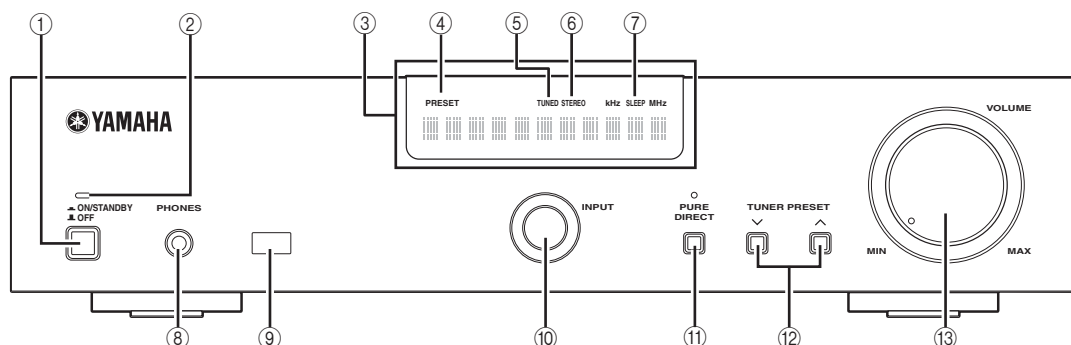 ① ② ③ ④ ⑤ ⑥ ⑦
PRESET TUNED STEREO kHz SLEEP MHz
YAMAHA
VOLUME
ON/STANDBY
OFF
PHONES
INPUT
PURE
DIRECT
TUNER PRESET
MIN MAX
⑧ ⑨ ⑩ ⑪ ⑫ ⑬